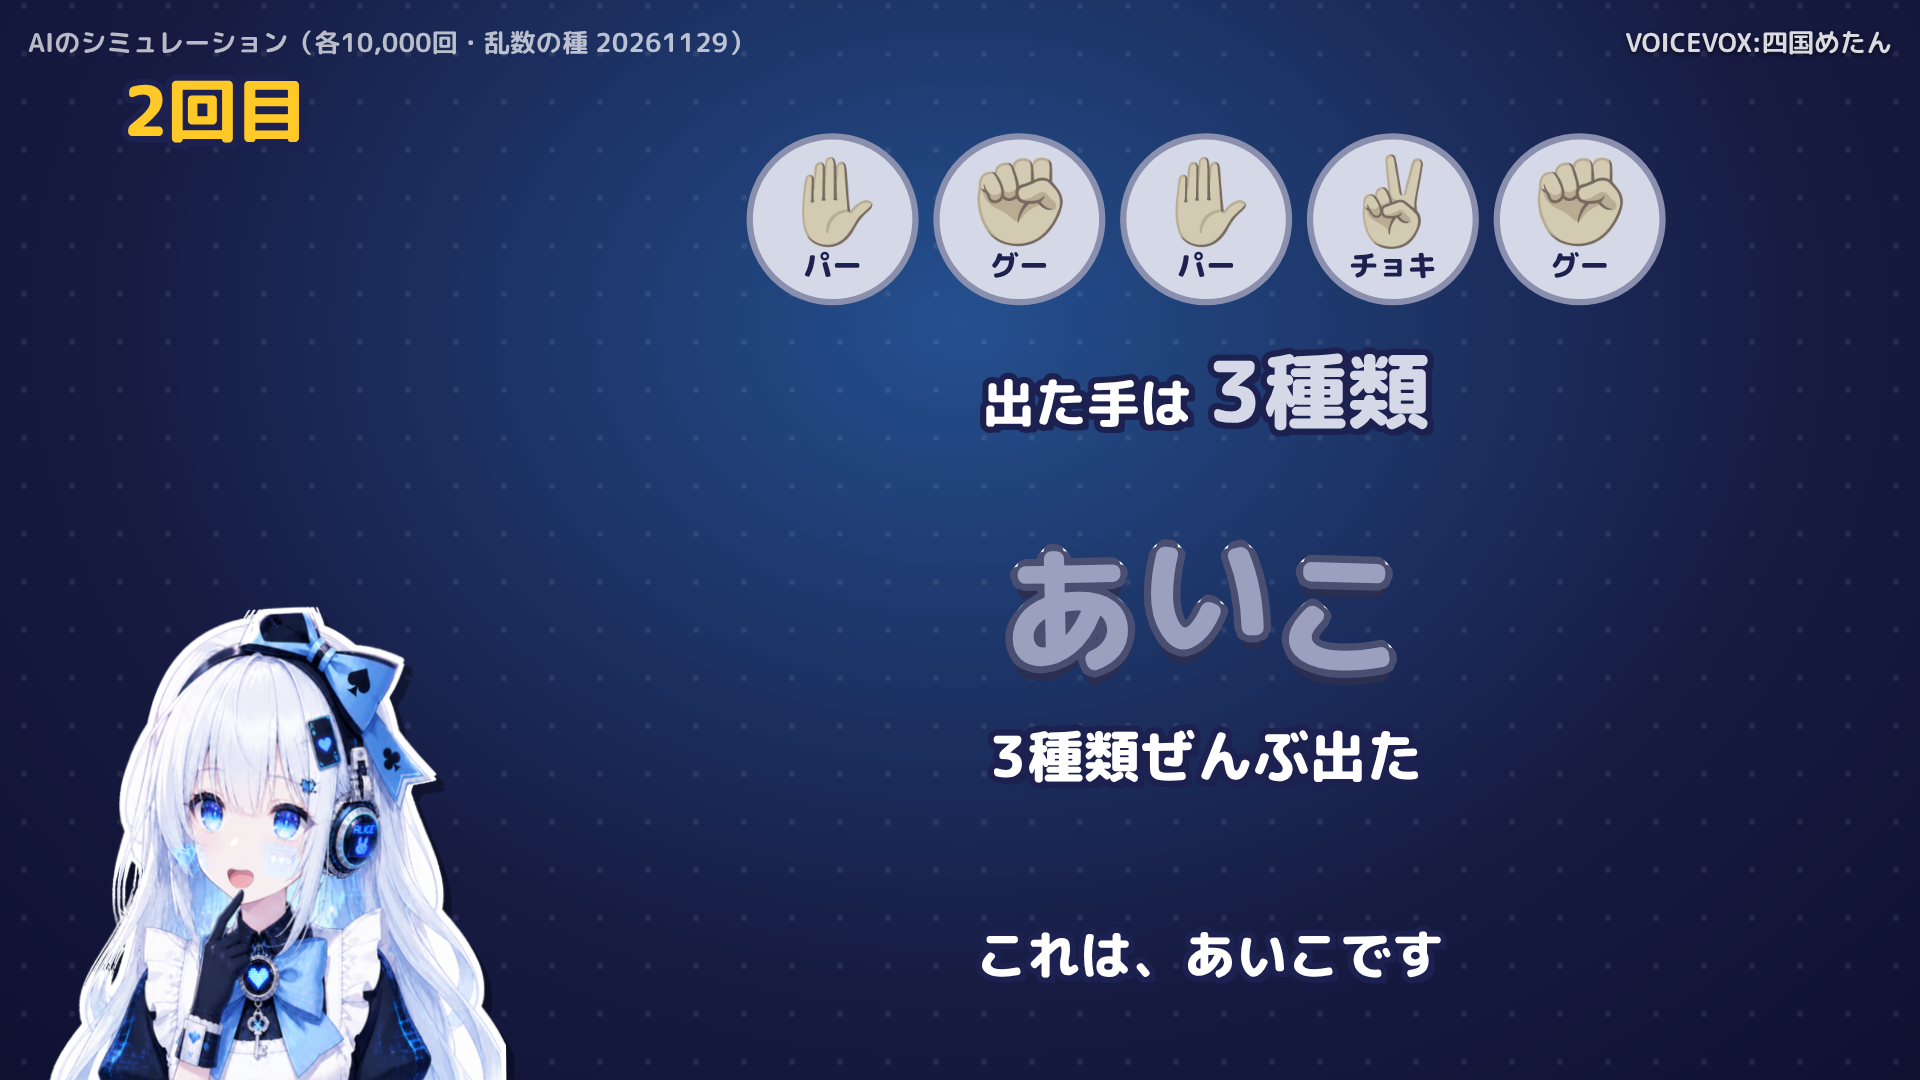 AIのシミュレーション（各10,000回・乱数の種 20261129）
VOICEVOX:四国めたん
2回目
パー
グー
パー
チョキ
グー
出た手は 3種類
あいこ
3種類ぜんぶ出た
ALICE
これは、あいこです